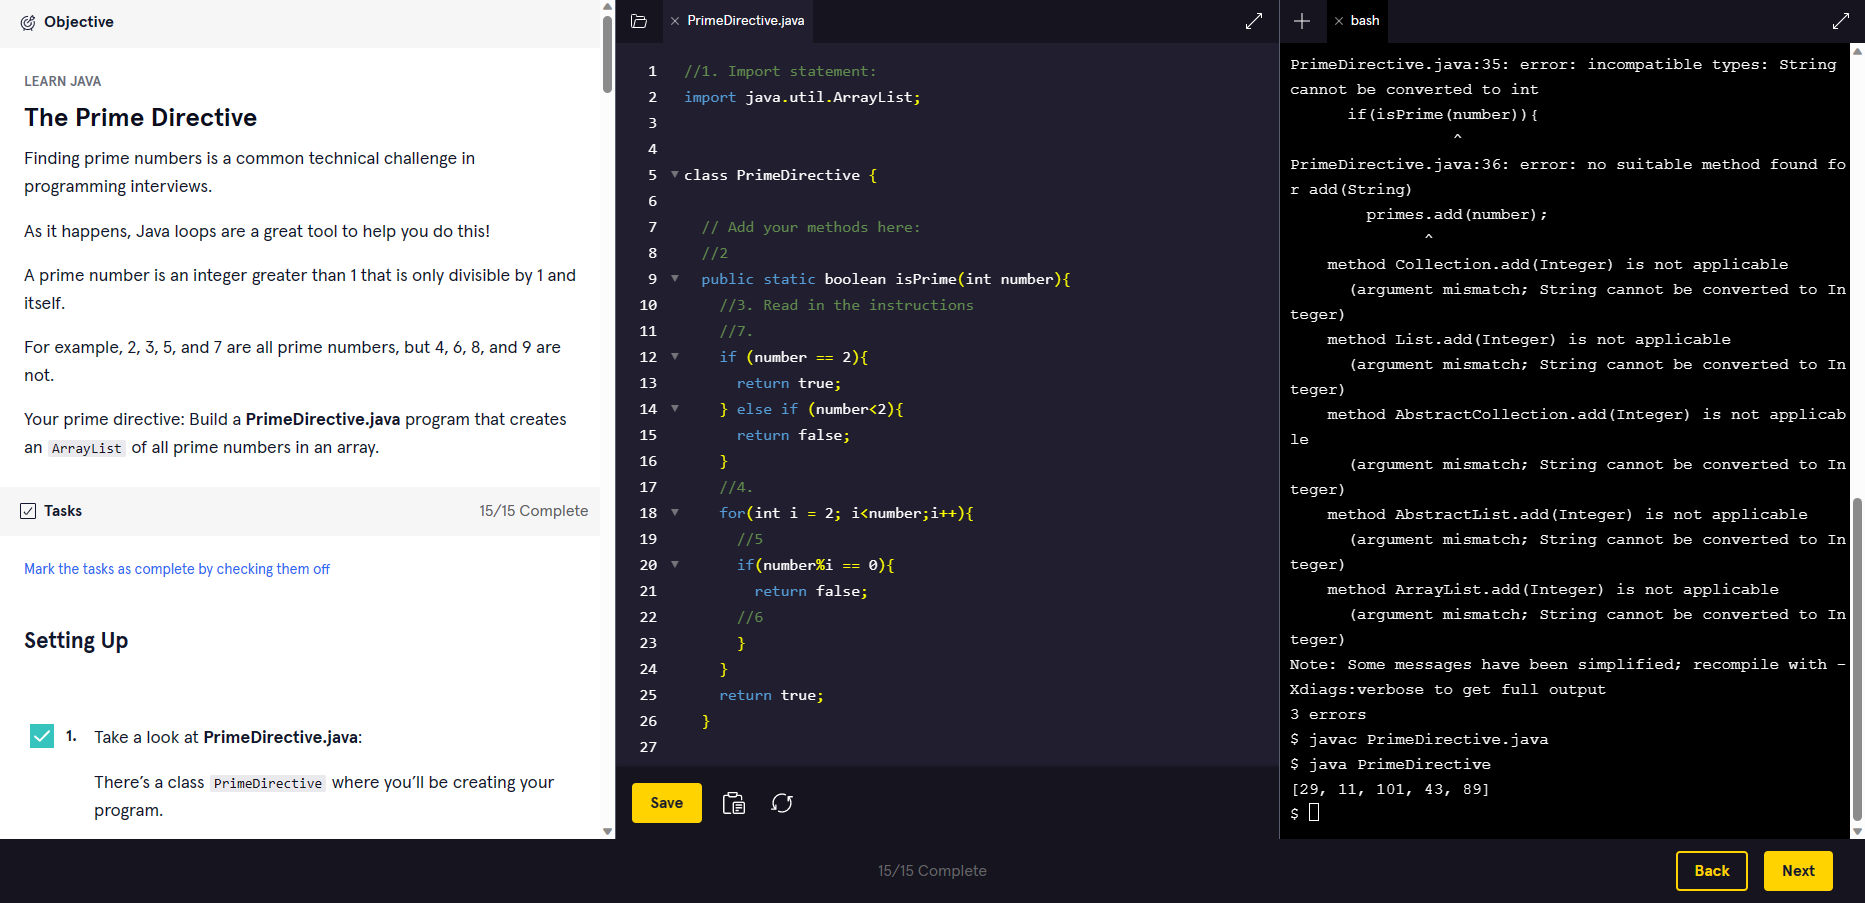 Objective
LEARN JAVA
The Prime Directive
Finding prime numbers is a common technical challenge in
programming interviews.
As it happens, Java loops are a great tool to help you do this!
A prime number is an integer greater than 1 that is only divisible by 1 and
itself.
For example, 2, 3, 5, and 7 are all prime numbers, but 4, 6, 8, and 9 are
not.
Your prime directive: Build a PrimeDirective.java program that creates
an ArrayList of all prime numbers in an array.
Tasks
15/15 Complete
Mark the tasks as complete by checking them off
Setting Up
1. Take a look at PrimeDirective.java:
There's a class PrimeDirective where you'll be creating your
program.
PrimeDirective.java
1 //1. Import statement:
2 import java.util.ArrayList;
3
4
5 class PrimeDirective {
6
7 // Add your methods here:
8 //2
9 public static boolean isPrime(int number){
10 //3. Read in the instructions
11 //7.
12 if (number == 2){
13 return true;
14 } else if (number<2){
15 return false;
16 }
17 //4.
18 for(int i = 2; i<number;i++){
19 //5
20 if(number%i == 0){
21 return false;
22 //6
23 }
24 }
25 return true;
26 }
27
Save
bash
PrimeDirective.java:35: error: incompatible types: String
cannot be converted to int
if(isPrime(number)){
^
PrimeDirective.java:36: error: no suitable method found fo
r add(String)
primes.add(number);
^
method Collection.add(Integer) is not applicable
(argument mismatch; String cannot be converted to In
teger)
method List.add(Integer) is not applicable
(argument mismatch; String cannot be converted to In
teger)
method AbstractCollection.add(Integer) is not applicab
le
(argument mismatch; String cannot be converted to In
teger)
method AbstractList.add(Integer) is not applicable
(argument mismatch; String cannot be converted to In
teger)
method ArrayList.add(Integer) is not applicable
(argument mismatch; String cannot be converted to In
teger)
Note: Some messages have been simplified; recompile with -
Xdiags:verbose to get full output
3 errors
$ javac PrimeDirective.java
$ java PrimeDirective
[29, 11, 101, 43, 89]
$
15/15 Complete
Back
Next